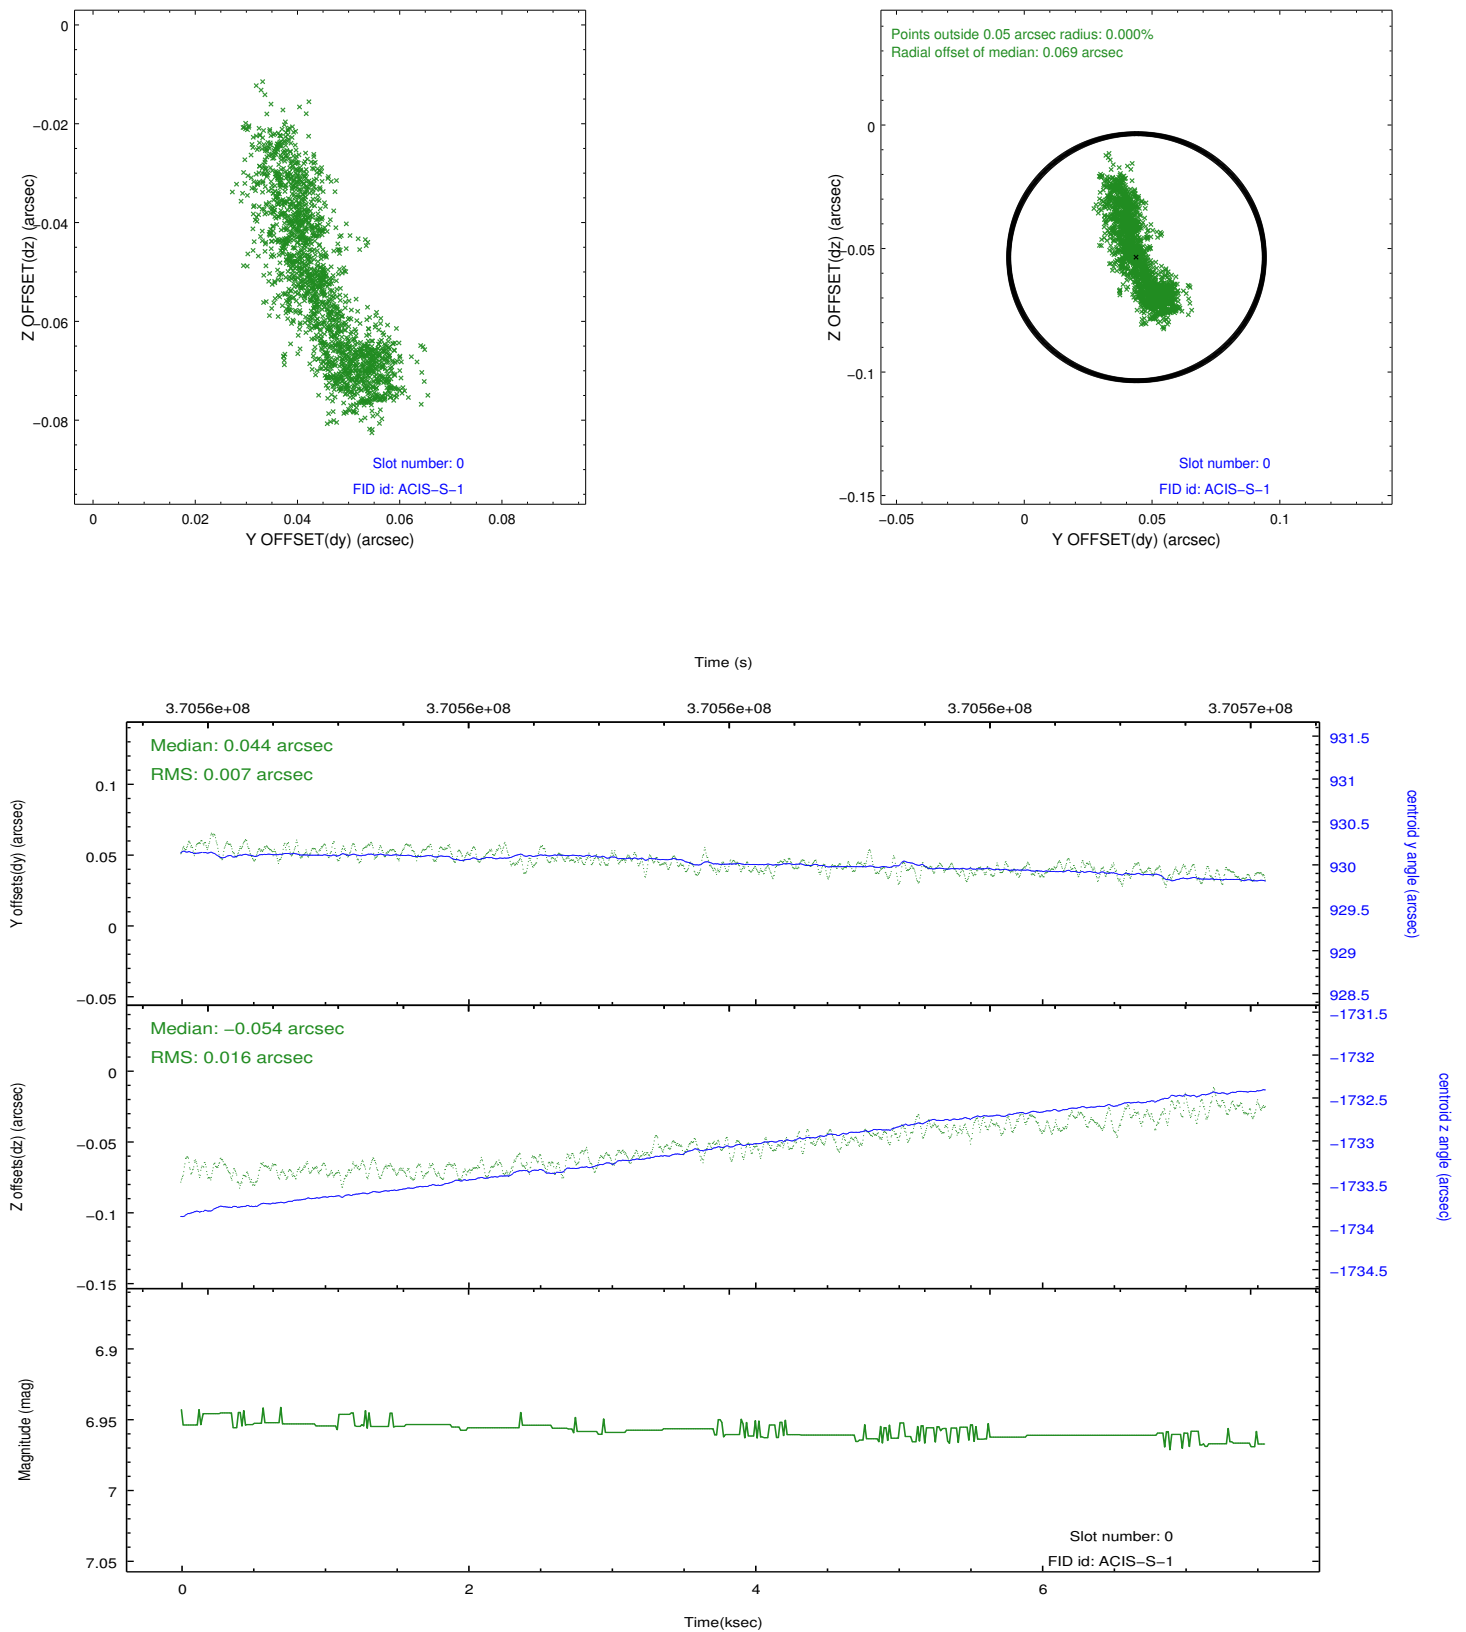 0
−0.02
−0.04
−0.06
−0.08
Z OFFSET(dz) (arcsec)
Slot number: 0
FID id: ACIS−S−1
0
0.02
0.04
0.06
0.08
Y OFFSET(dy) (arcsec)
Points outside 0.05 arcsec radius: 0.000%
Radial offset of median: 0.069 arcsec
0
−0.05
−0.1
−0.15
Z OFFSET(dz) (arcsec)
Slot number: 0
FID id: ACIS−S−1
−0.05
0
0.05
0.1
Y OFFSET(dy) (arcsec)
Time (s)
3.7056e+08
3.7056e+08
3.7056e+08
3.7056e+08
3.7057e+08
Median: 0.044 arcsec
RMS: 0.007 arcsec
0.1
0.05
0
−0.05
Y offsets(dy) (arcsec)
931.5
931
930.5
930
929.5
929
928.5
centroid y angle (arcsec)
Median: −0.054 arcsec
RMS: 0.016 arcsec
0
−0.05
−0.1
−0.15
Z offsets(dz) (arcsec)
−1731.5
−1732
−1732.5
−1733
−1733.5
−1734
−1734.5
centroid z angle (arcsec)
6.9
6.95
7
7.05
Magnitude (mag)
Slot number: 0
FID id: ACIS−S−1
0
2
4
6
Time(ksec)